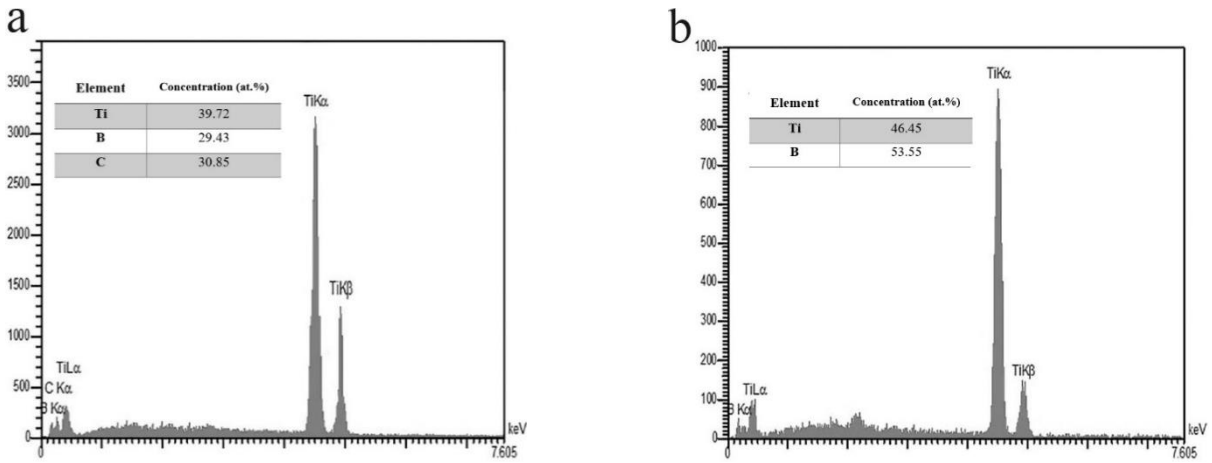 a
3500
3000
2500
2000
1500
1000
500
0
Element Concentration (at.%)
Ti 39.72
B 29.43
C 30.85
TiKα
TiKβ
TiLα
C Kα
B Kα
0
7.605
keV
b
1000
900
800
700
600
500
400
300
200
100
0
Element Concentration (at.%)
Ti 46.45
B 53.55
TiKα
TiKβ
TiLα
B Kα
0
7.605
keV